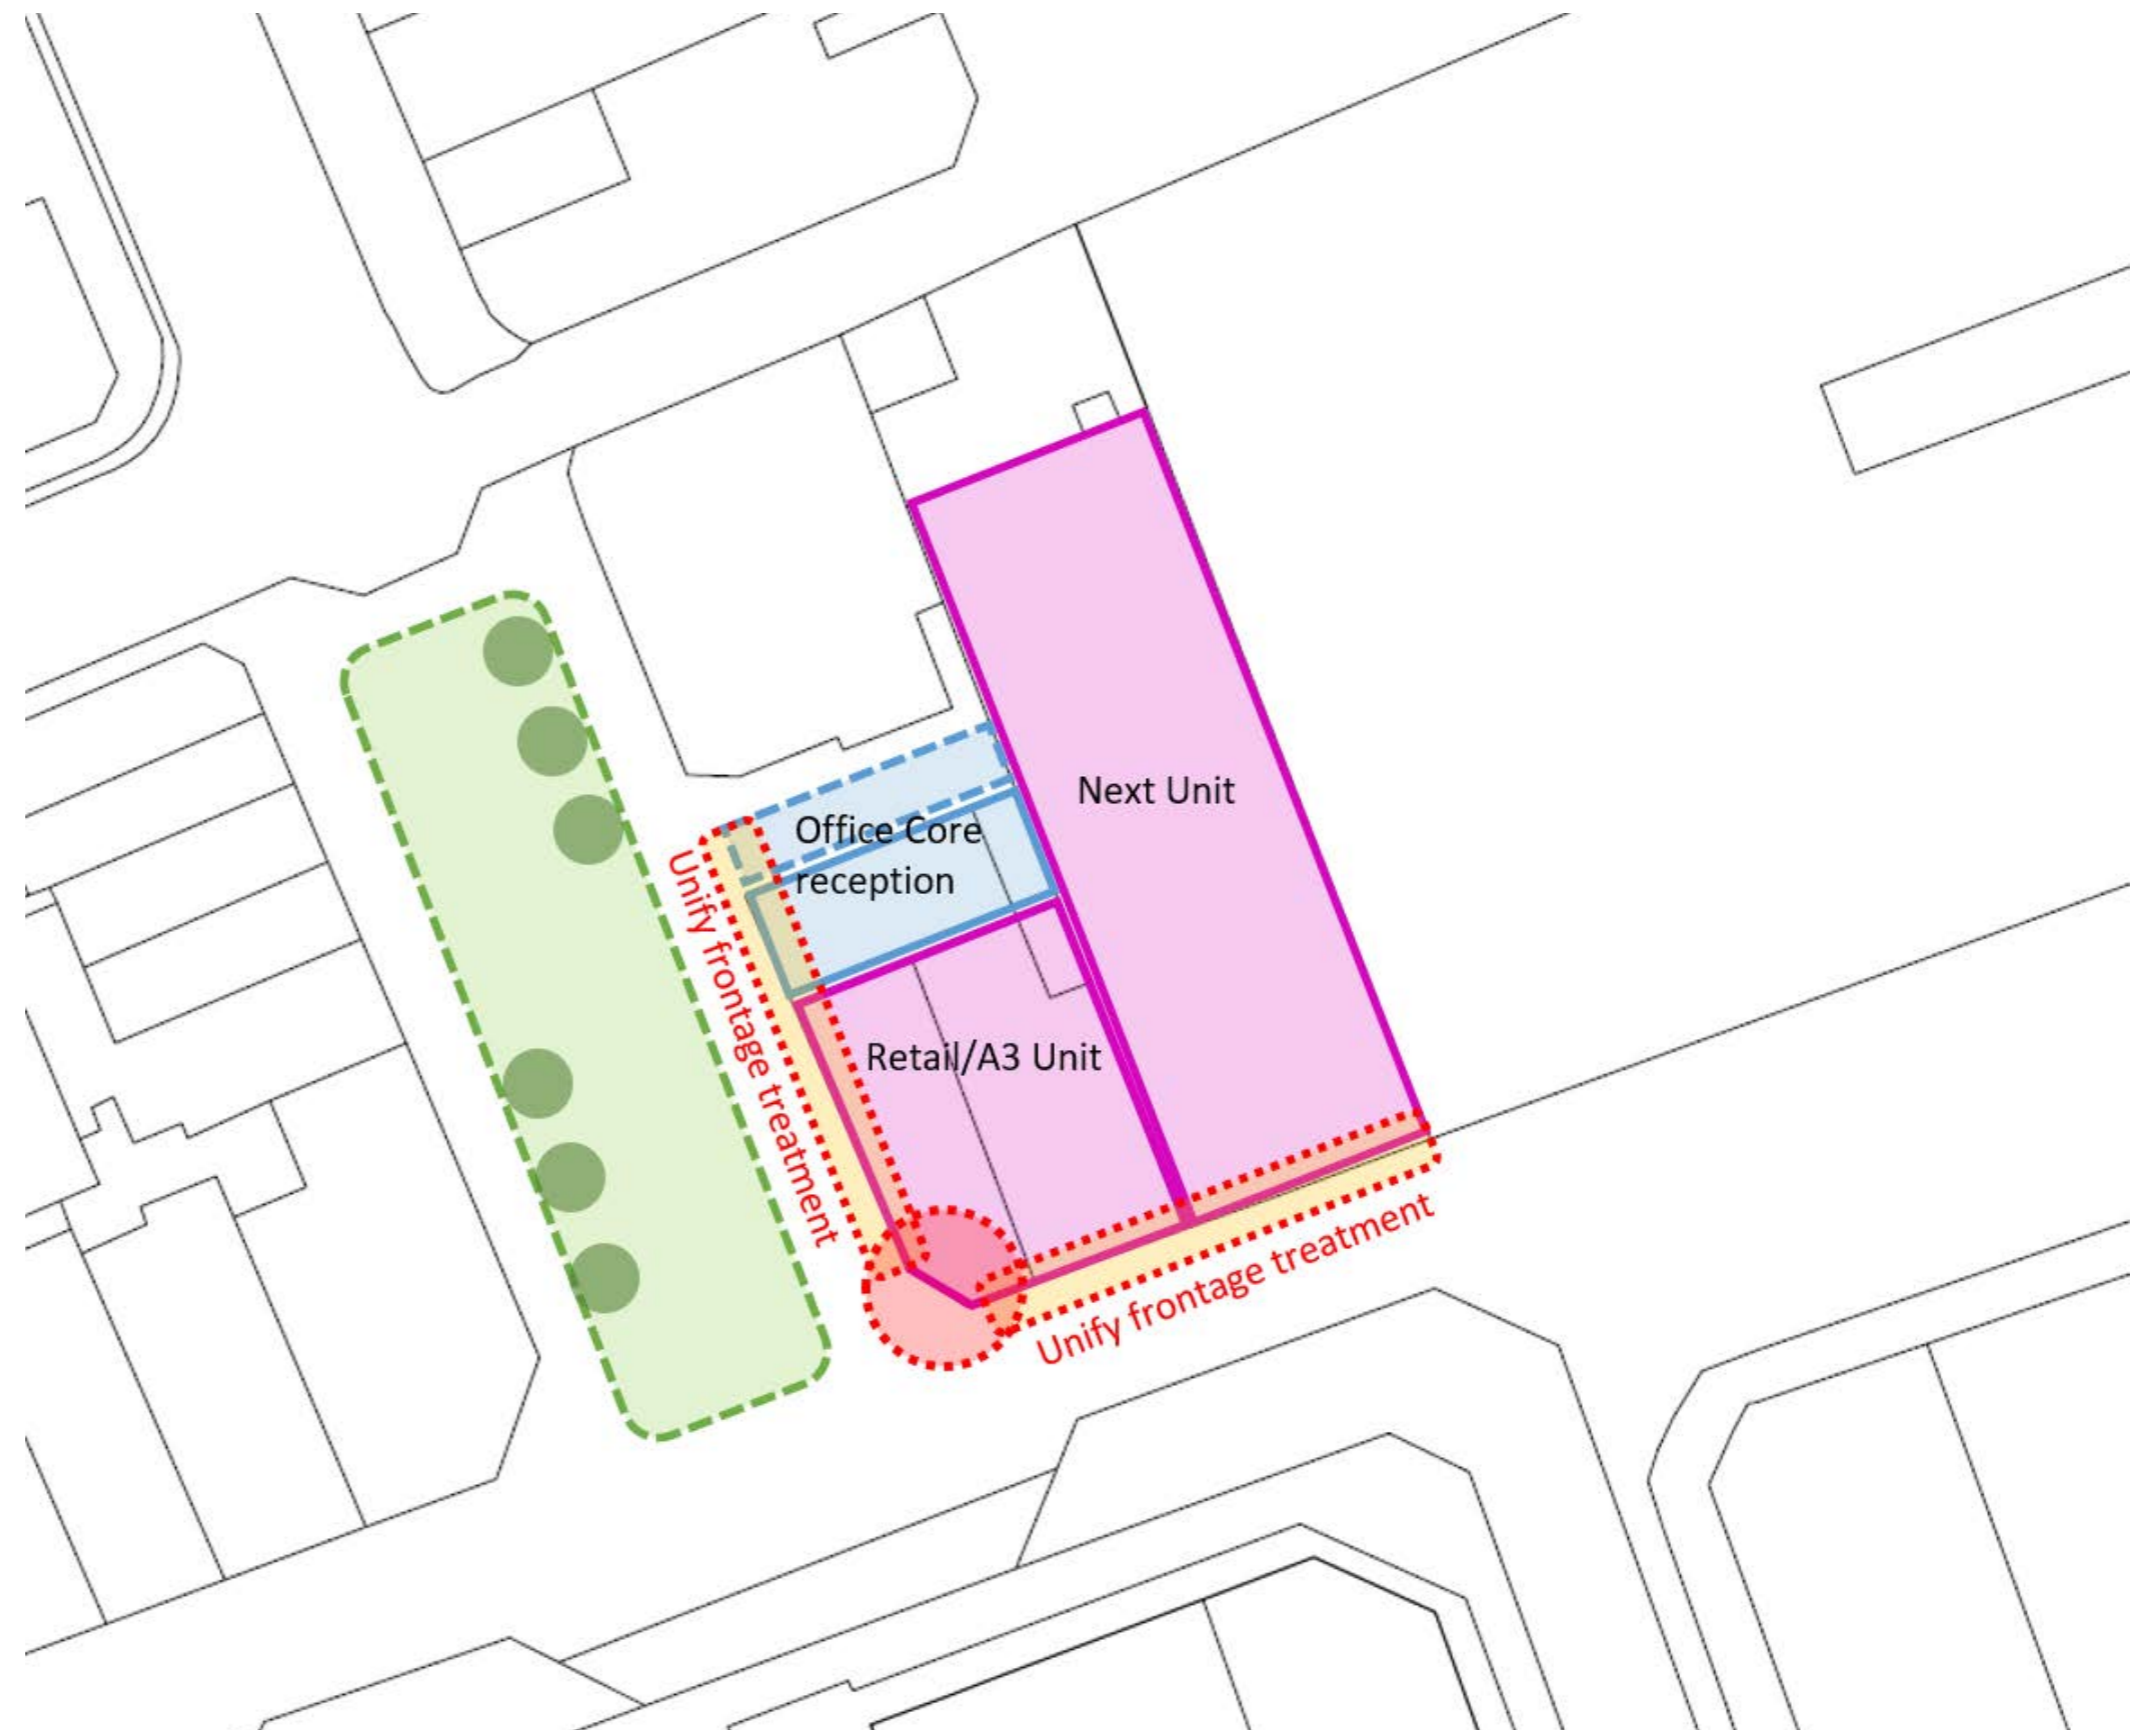 Next Unit
Office Core
reception
Unify frontage treatment
Retail/A3 Unit
Unify frontage treatment